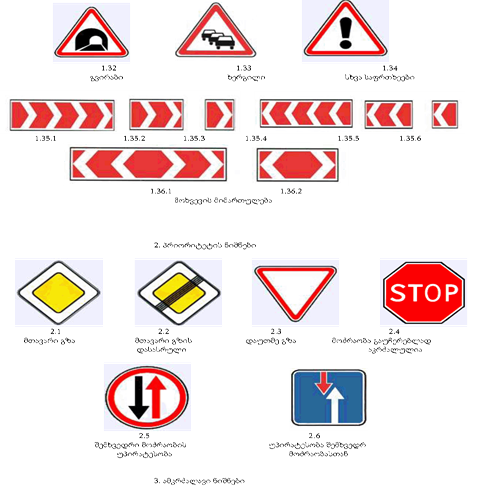 1.32 1.33 1.34
გვირაბი ხერგილი სხვა საფრთხეები
1.35.1 1.35.2 1.35.3 1.35.4 1.35.5 1.35.6
1.36.1 1.36.2
მოხვევის მიმართულება
2. პრიორიტეტის ნიშნები
STOP
2.1 2.2 2.3 2.4
მთავარი გზა მთავარი გზის დაუთმე გზა მოძრაობა გაუჩერებლად
დასასრული აკრძალულია
2.5 2.6
შემხვედრი მოძრაობის უპირატესობა შემხვედრ
უპირატესობა მოძრაობასთან
3. ამკრძალავი ნიშნები